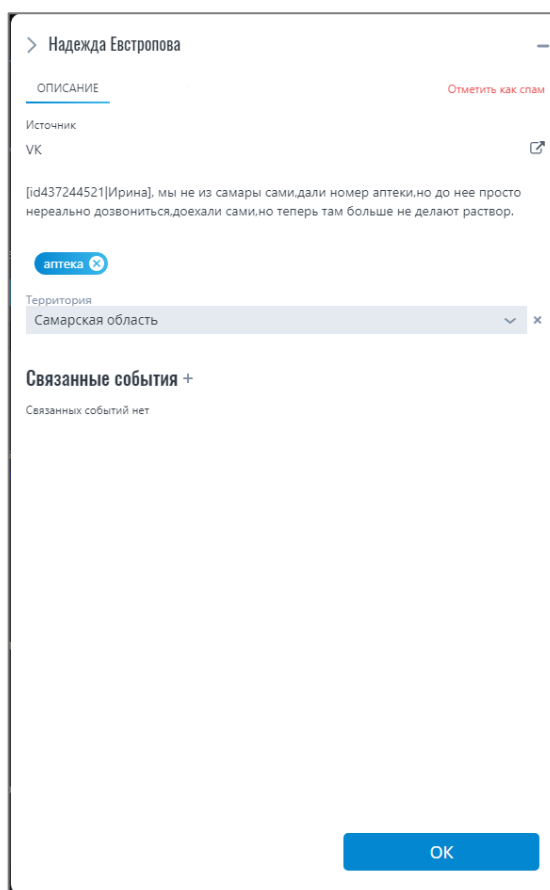 Надежда Евстропова
ОПИСАНИЕ
Отметить как спам
Источник
VK
[id437244521|Ирина], мы не из самары сами,дали номер аптеки,но до нее просто
нереально дозвониться,доехали сами,но теперь там больше не делают раствор.
аптека
Территория
Самарская область
Связанные события +
Связанных событий нет
ОК